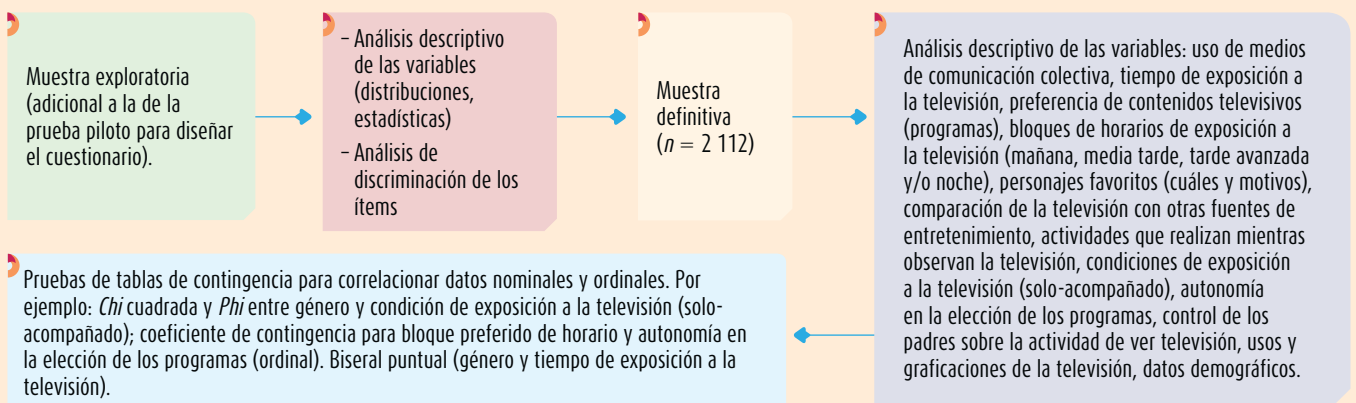 Muestra exploratoria
(adicional a la de la
prueba piloto para diseñar
el cuestionario).
– Análisis descriptivo
de las variables
(distribuciones,
estadísticas)
– Análisis de
discriminación de los
ítems
Muestra
definitiva
(n = 2 112)
Análisis descriptivo de las variables: uso de medios
de comunicación colectiva, tiempo de exposición a
la televisión, preferencia de contenidos televisivos
(programas), bloques de horarios de exposición a
la televisión (mañana, media tarde, tarde avanzada
y/o noche), personajes favoritos (cuáles y motivos),
comparación de la televisión con otras fuentes de
entretenimiento, actividades que realizan mientras
observan la televisión, condiciones de exposición
a la televisión (solo-acompañado), autonomía
en la elección de los programas, control de los
padres sobre la actividad de ver televisión, usos y
graficaciones de la televisión, datos demográficos.
Pruebas de tablas de contingencia para correlacionar datos nominales y ordinales. Por
ejemplo: Chi cuadrada y Phi entre género y condición de exposición a la televisión (solo-
acompañado); coeficiente de contingencia para bloque preferido de horario y autonomía en
la elección de los programas (ordinal). Biseral puntual (género y tiempo de exposición a la
televisión).